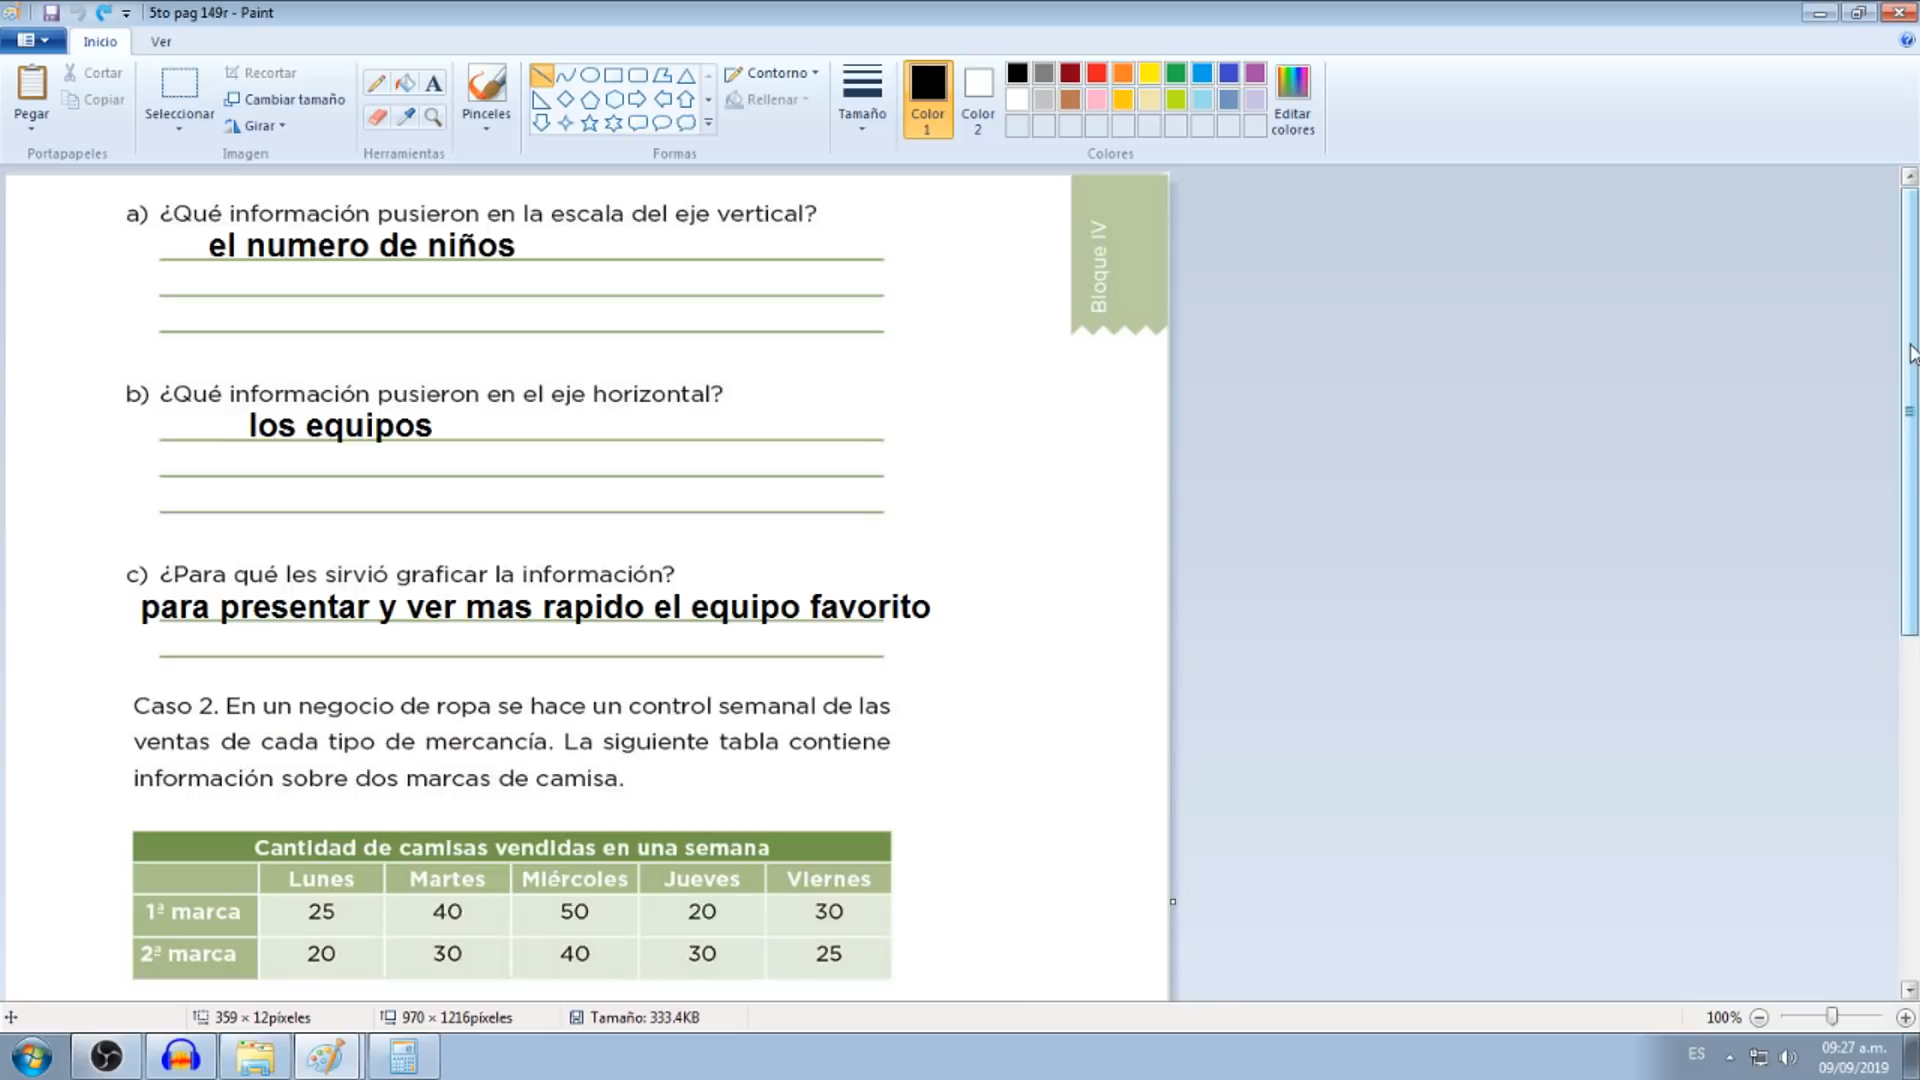 5to pag 149r - Paint
Inicio
Ver
Pegar
Cortar
Copiar
Portapapeles
Seleccionar
Recortar
Cambiar tamaño
Girar
Imagen
Herramientas
Pinceles
Contorno
Rellenar
Formas
Tamaño
Color 1
Color 2
Editar colores
Colores
a) ¿Qué información pusieron en la escala del eje vertical?
el numero de niños
Bloque IV
b) ¿Qué información pusieron en el eje horizontal?
los equipos
c) ¿Para qué les sirvió graficar la información?
para presentar y ver mas rapido el equipo favorito
Caso 2. En un negocio de ropa se hace un control semanal de las
ventas de cada tipo de mercancía. La siguiente tabla contiene
información sobre dos marcas de camisa.
Cantidad de camisas vendidas en una semana
Lunes Martes Miércoles Jueves Viernes
1ª marca 25 40 50 20 30
2ª marca 20 30 40 30 25
359 × 12píxeles
970 × 1216píxeles
Tamaño: 333.4KB
100%
ES
09:27 a.m.
09/09/2019